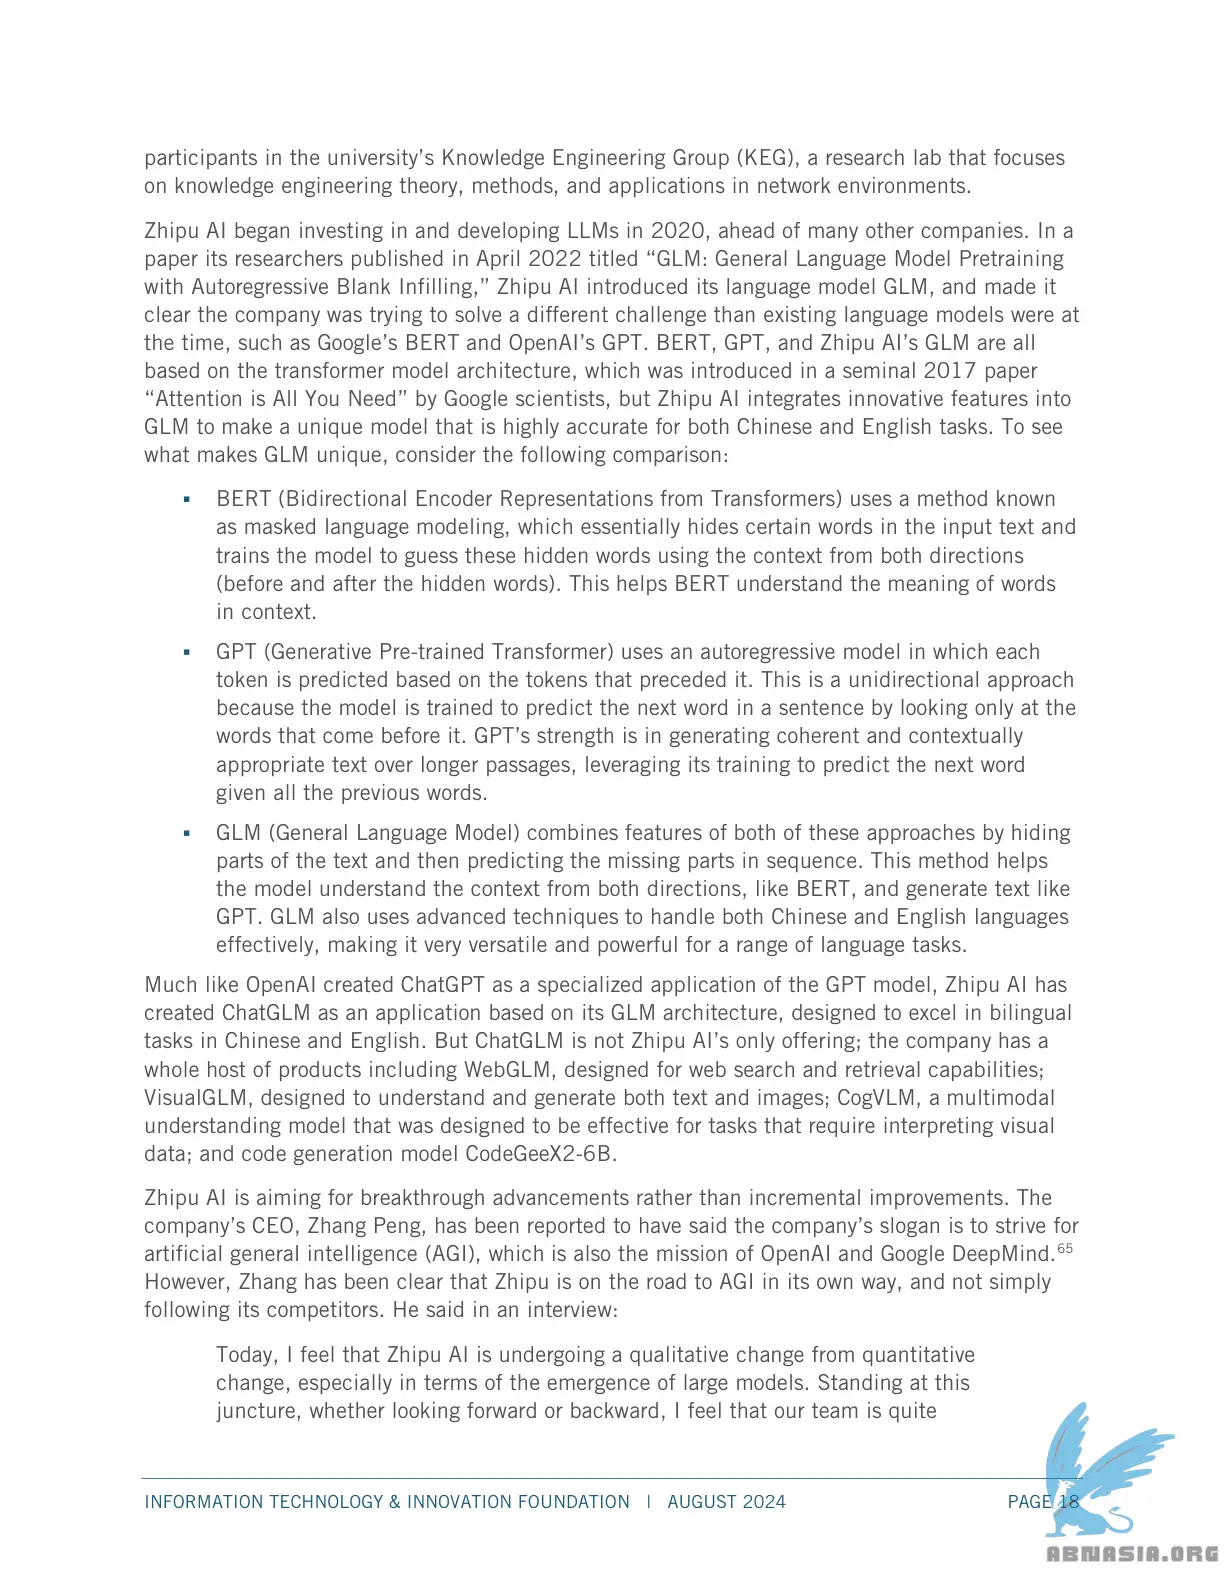 participants in the university’s Knowledge Engineering Group (KEG), a research lab that focuses
on knowledge engineering theory, methods, and applications in network environments.
Zhipu AI began investing in and developing LLMs in 2020, ahead of many other companies. In a
paper its researchers published in April 2022 titled “GLM: General Language Model Pretraining
with Autoregressive Blank Infilling,” Zhipu AI introduced its language model GLM, and made it
clear the company was trying to solve a different challenge than existing language models were at
the time, such as Google’s BERT and OpenAI’s GPT. BERT, GPT, and Zhipu AI’s GLM are all
based on the transformer model architecture, which was introduced in a seminal 2017 paper
“Attention is All You Need” by Google scientists, but Zhipu AI integrates innovative features into
GLM to make a unique model that is highly accurate for both Chinese and English tasks. To see
what makes GLM unique, consider the following comparison:
▪ BERT (Bidirectional Encoder Representations from Transformers) uses a method known
as masked language modeling, which essentially hides certain words in the input text and
trains the model to guess these hidden words using the context from both directions
(before and after the hidden words). This helps BERT understand the meaning of words
in context.
▪ GPT (Generative Pre-trained Transformer) uses an autoregressive model in which each
token is predicted based on the tokens that preceded it. This is a unidirectional approach
because the model is trained to predict the next word in a sentence by looking only at the
words that come before it. GPT’s strength is in generating coherent and contextually
appropriate text over longer passages, leveraging its training to predict the next word
given all the previous words.
▪ GLM (General Language Model) combines features of both of these approaches by hiding
parts of the text and then predicting the missing parts in sequence. This method helps
the model understand the context from both directions, like BERT, and generate text like
GPT. GLM also uses advanced techniques to handle both Chinese and English languages
effectively, making it very versatile and powerful for a range of language tasks.
Much like OpenAI created ChatGPT as a specialized application of the GPT model, Zhipu AI has
created ChatGLM as an application based on its GLM architecture, designed to excel in bilingual
tasks in Chinese and English. But ChatGLM is not Zhipu AI’s only offering; the company has a
whole host of products including WebGLM, designed for web search and retrieval capabilities;
VisualGLM, designed to understand and generate both text and images; CogVLM, a multimodal
understanding model that was designed to be effective for tasks that require interpreting visual
data; and code generation model CodeGeeX2-6B.
Zhipu AI is aiming for breakthrough advancements rather than incremental improvements. The
company’s CEO, Zhang Peng, has been reported to have said the company’s slogan is to strive for
artificial general intelligence (AGI), which is also the mission of OpenAI and Google DeepMind.65
However, Zhang has been clear that Zhipu is on the road to AGI in its own way, and not simply
following its competitors. He said in an interview:
Today, I feel that Zhipu AI is undergoing a qualitative change from quantitative
change, especially in terms of the emergence of large models. Standing at this
juncture, whether looking forward or backward, I feel that our team is quite
INFORMATION TECHNOLOGY & INNOVATION FOUNDATION | AUGUST 2024 PAGE 18
ABNASIA.ORG